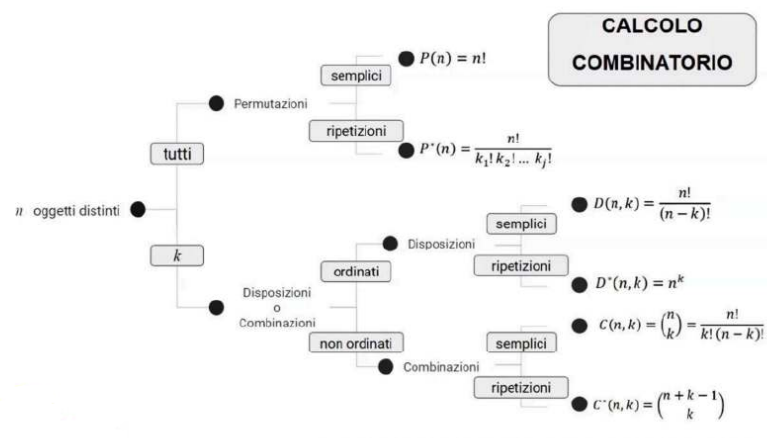 CALCOLO
COMBINATORIO
P(n) = n!
semplici
Permutazioni
ripetizioni
P*(n) = n! / (k₁! k₂! … kⱼ!)
tutti
n oggetti distinti
k
D(n, k) = n! / (n − k)!
semplici
Disposizioni
ordinati
ripetizioni
D*(n, k) = nᵏ
Disposizioni
o
Combinazioni
C(n, k) = (n k) = n! / (k! (n − k)!)
non ordinati
semplici
Combinazioni
ripetizioni
C*(n, k) = (n + k − 1 k)